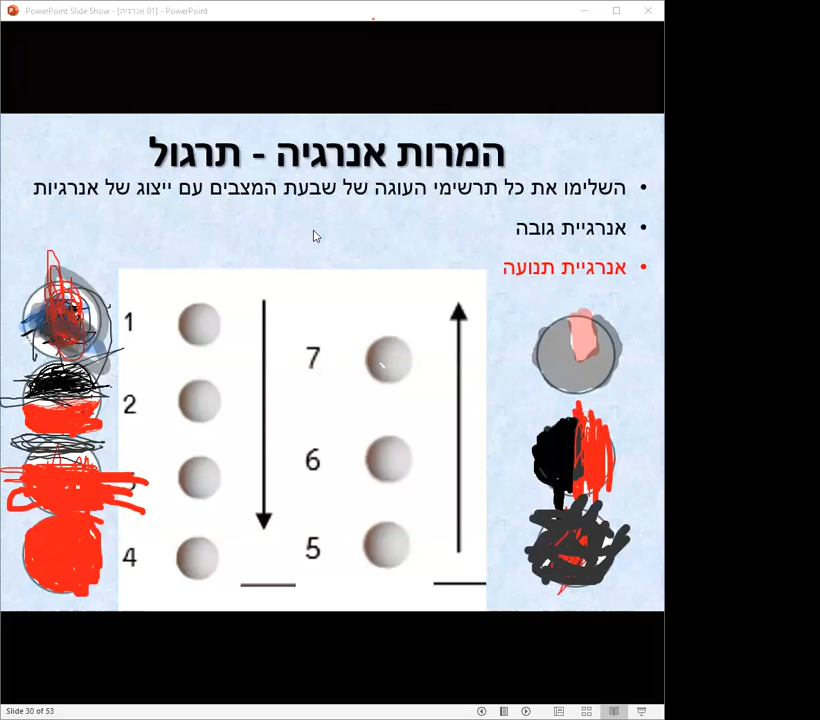 PowerPoint Slide Show - [01 אנרגיה] - PowerPoint
המרות אנרגיה - תרגול
• השלימו את כל תרשימי העוגה של שבעת המצבים עם ייצוג של אנרגיות
• אנרגיית גובה
• אנרגיית תנועה
1
2
4
7
6
5
Slide 30 of 53